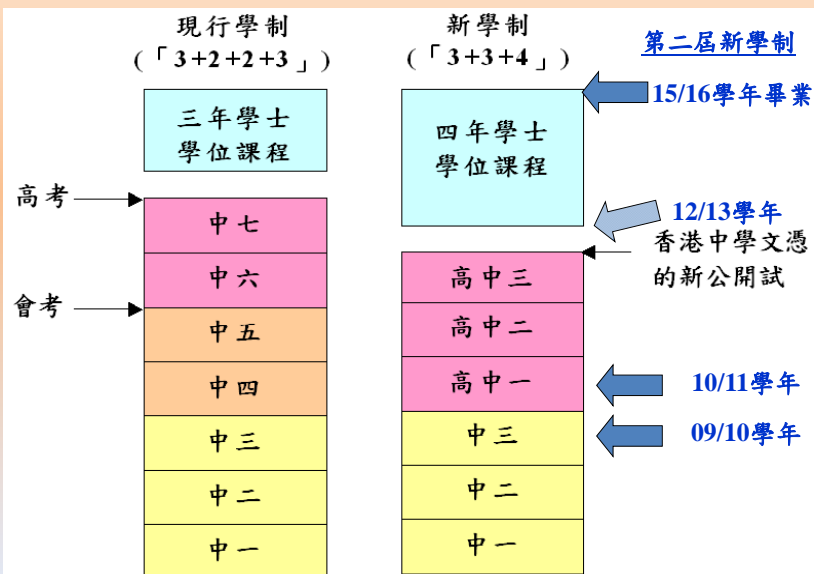 現行學制
(「3+2+2+3」)
三年學士
學位課程
高考
中七
中六
會考
中五
中四
中三
中二
中一
新學制
(「3+3+4」)
四年學士
學位課程
高中三
高中二
高中一
中三
中二
中一
第二屆新學制
15/16學年畢業
12/13學年
香港中學文憑
的新公開試
10/11學年
09/10學年